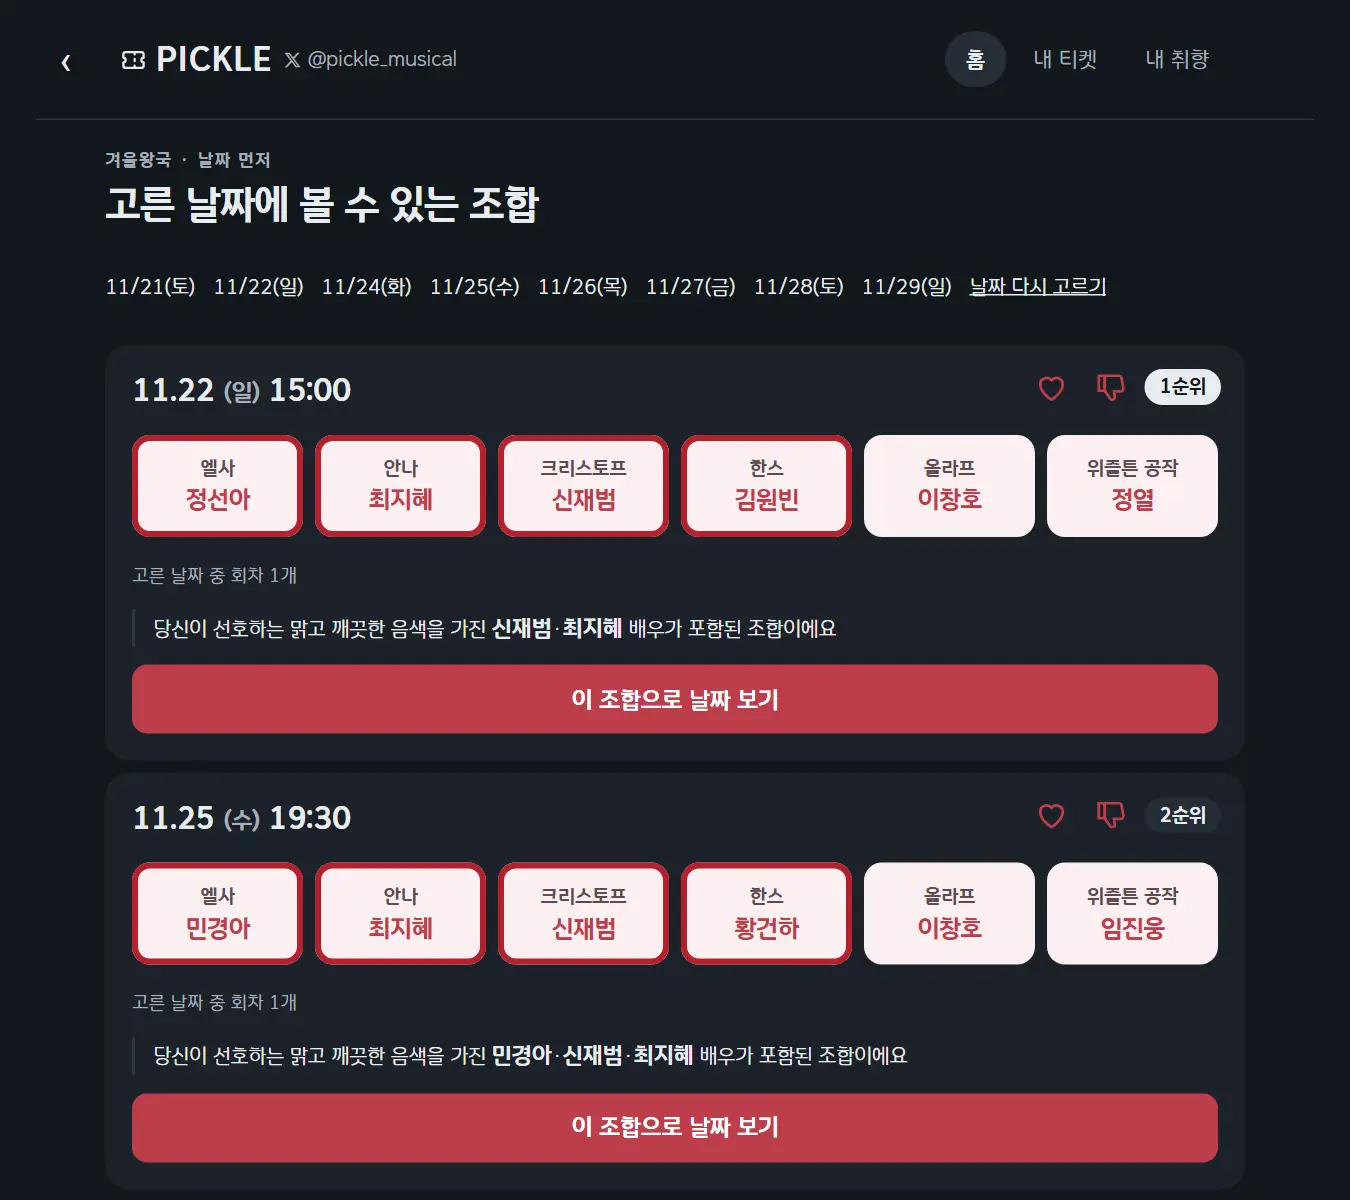 PICKLE @pickle_musical 홈 내 티켓 내 취향
겨울왕국 · 날짜 먼저
고른 날짜에 볼 수 있는 조합
11/21(토) 11/22(일) 11/24(화) 11/25(수) 11/26(목) 11/27(금) 11/28(토) 11/29(일) 날짜 다시 고르기
11.22 (일) 15:00 1순위
엘사 안나 크리스토프 한스 올라프 위즐튼 공작
정선아 최지혜 신재범 김원빈 이창호 정열
고른 날짜 중 회차 1개
당신이 선호하는 맑고 깨끗한 음색을 가진 신재범·최지혜 배우가 포함된 조합이에요
이 조합으로 날짜 보기
11.25 (수) 19:30 2순위
엘사 안나 크리스토프 한스 올라프 위즐튼 공작
민경아 최지혜 신재범 황건하 이창호 임진웅
고른 날짜 중 회차 1개
당신이 선호하는 맑고 깨끗한 음색을 가진 민경아·신재범·최지혜 배우가 포함된 조합이에요
이 조합으로 날짜 보기